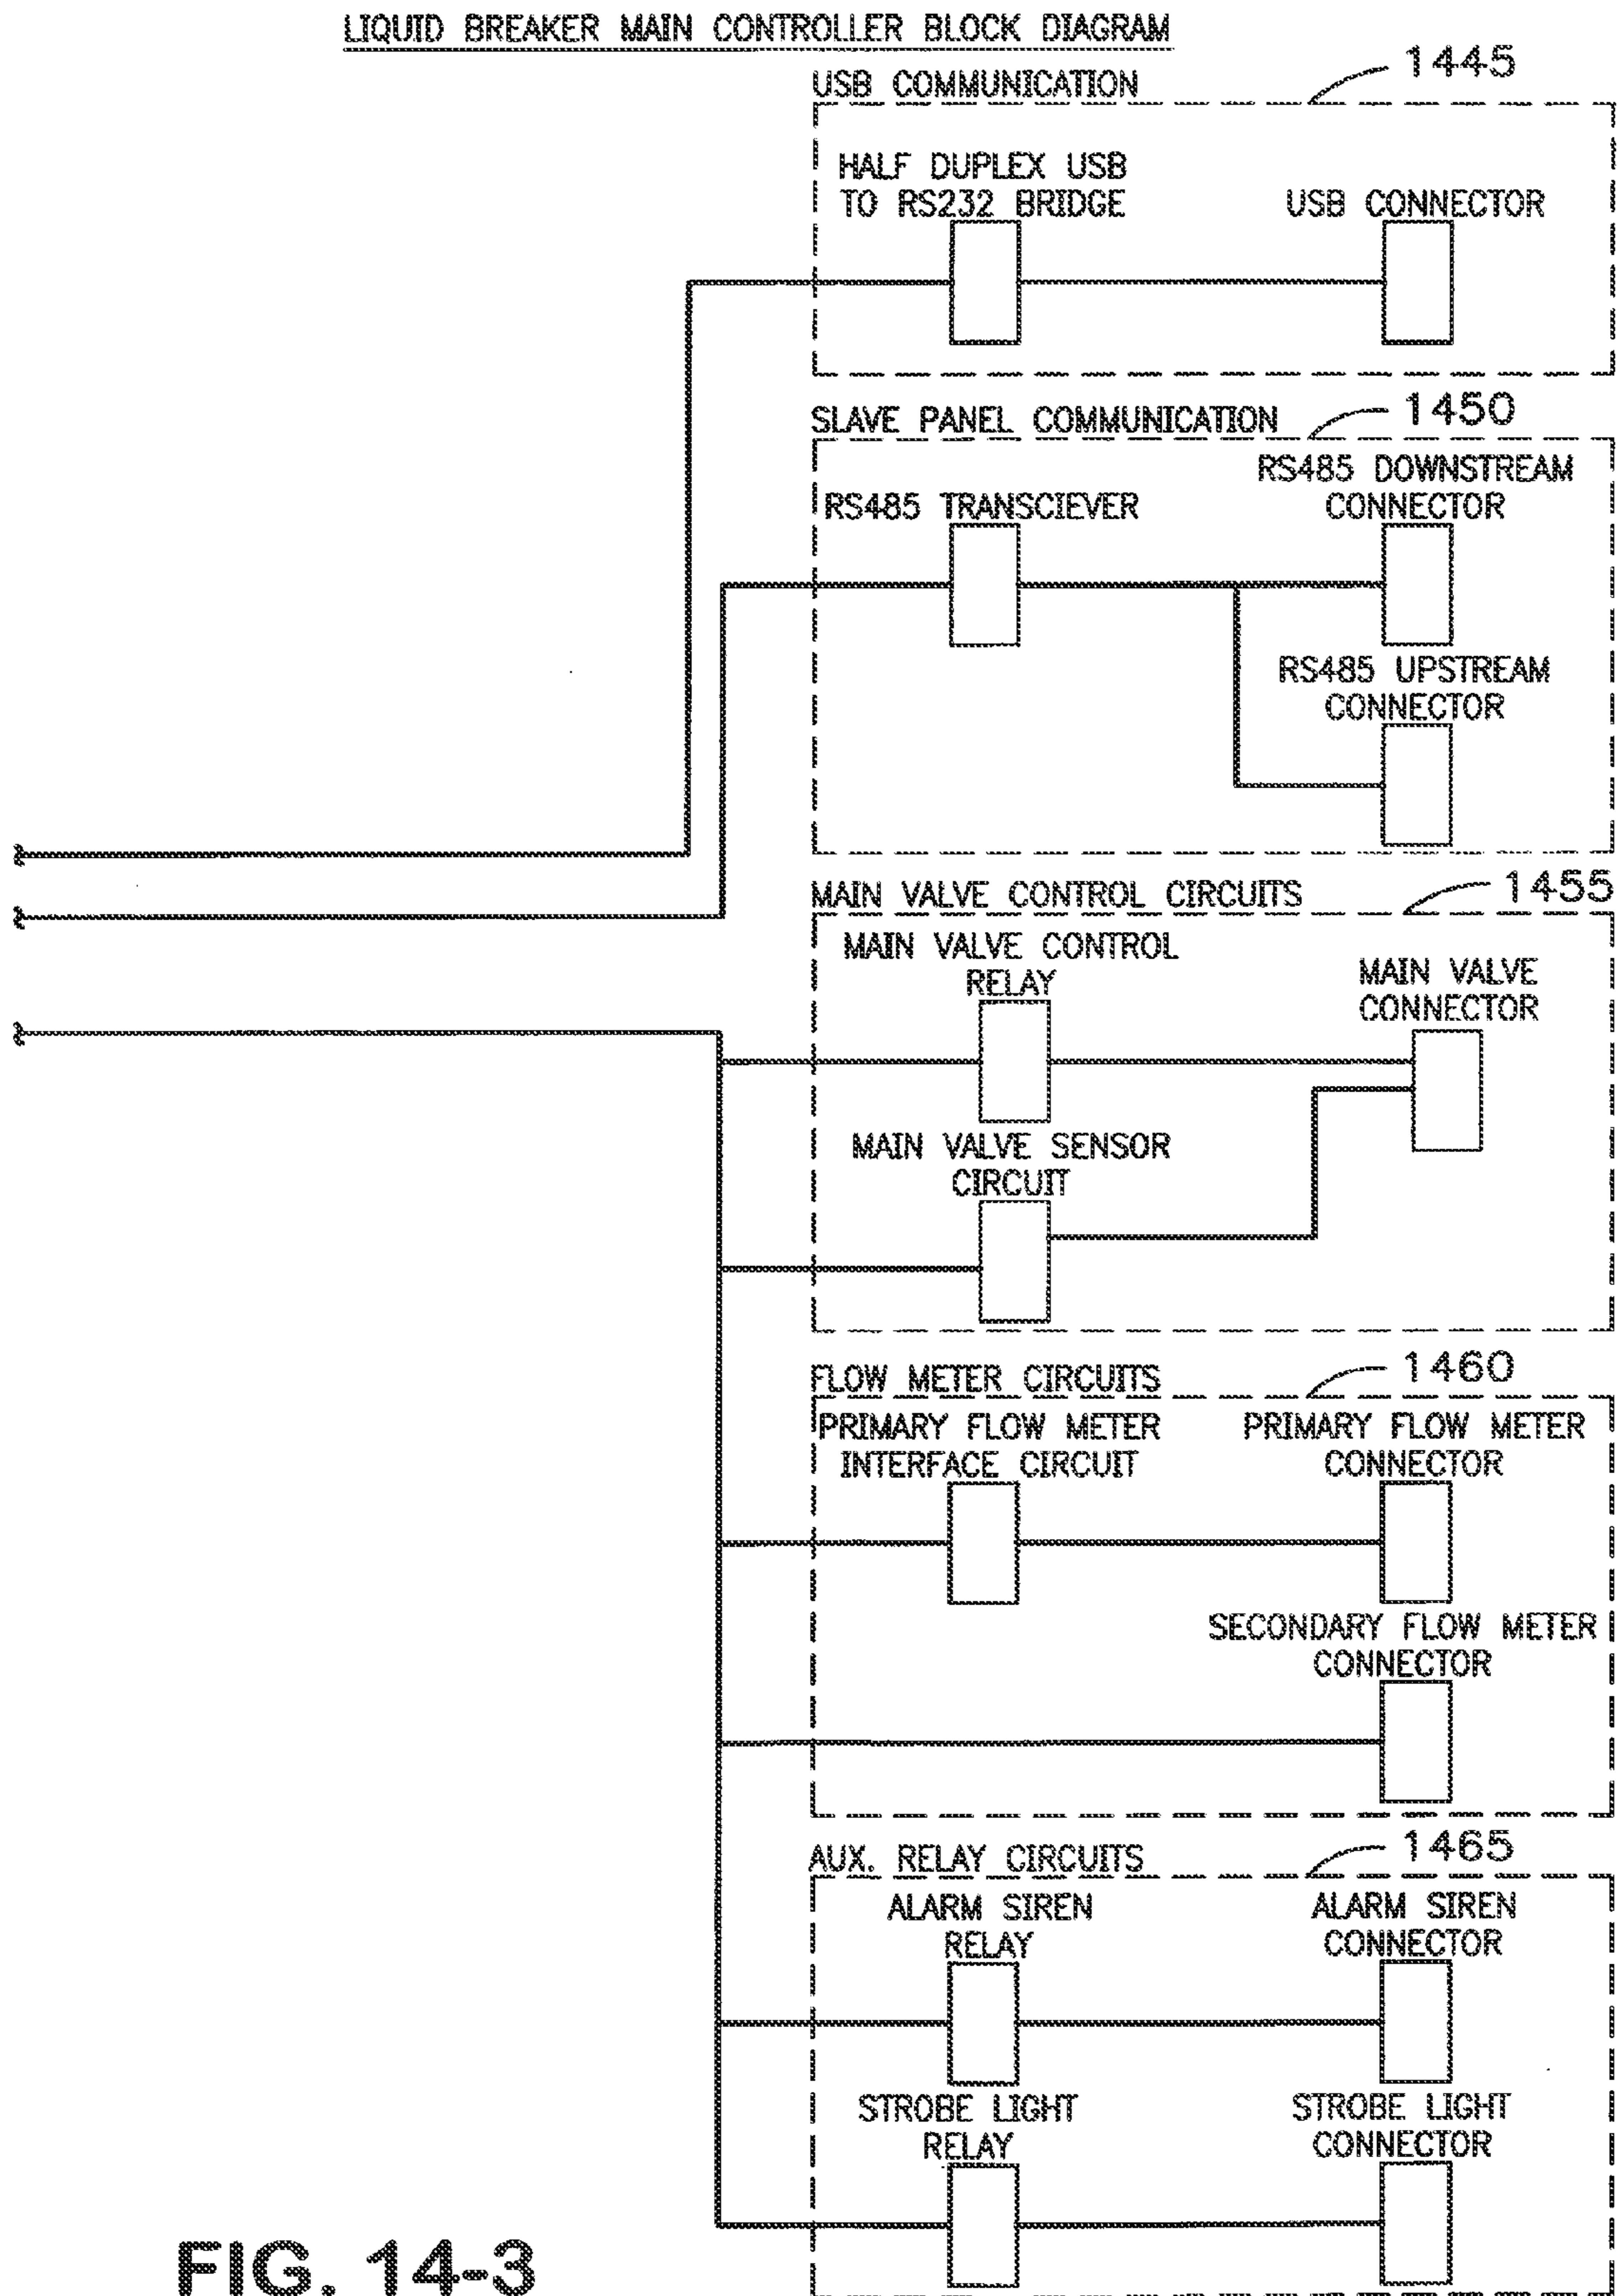 LIQUID BREAKER MAIN CONTROLLER BLOCK DIAGRAM
USB COMMUNICATION
1445
HALF DUPLEX USB
TO RS232 BRIDGE
USB CONNECTOR
SLAVE PANEL COMMUNICATION
1450
RS485 TRANSCIEVER
RS485 DOWNSTREAM
CONNECTOR
RS485 UPSTREAM
CONNECTOR
MAIN VALVE CONTROL CIRCUITS
1455
MAIN VALVE CONTROL
RELAY
MAIN VALVE
CONNECTOR
MAIN VALVE SENSOR
CIRCUIT
FLOW METER CIRCUITS
1460
PRIMARY FLOW METER
INTERFACE CIRCUIT
PRIMARY FLOW METER
CONNECTOR
SECONDARY FLOW METER
CONNECTOR
AUX. RELAY CIRCUITS
1465
ALARM SIREN
RELAY
ALARM SIREN
CONNECTOR
STROBE LIGHT
RELAY
STROBE LIGHT
CONNECTOR
FIG. 14-3